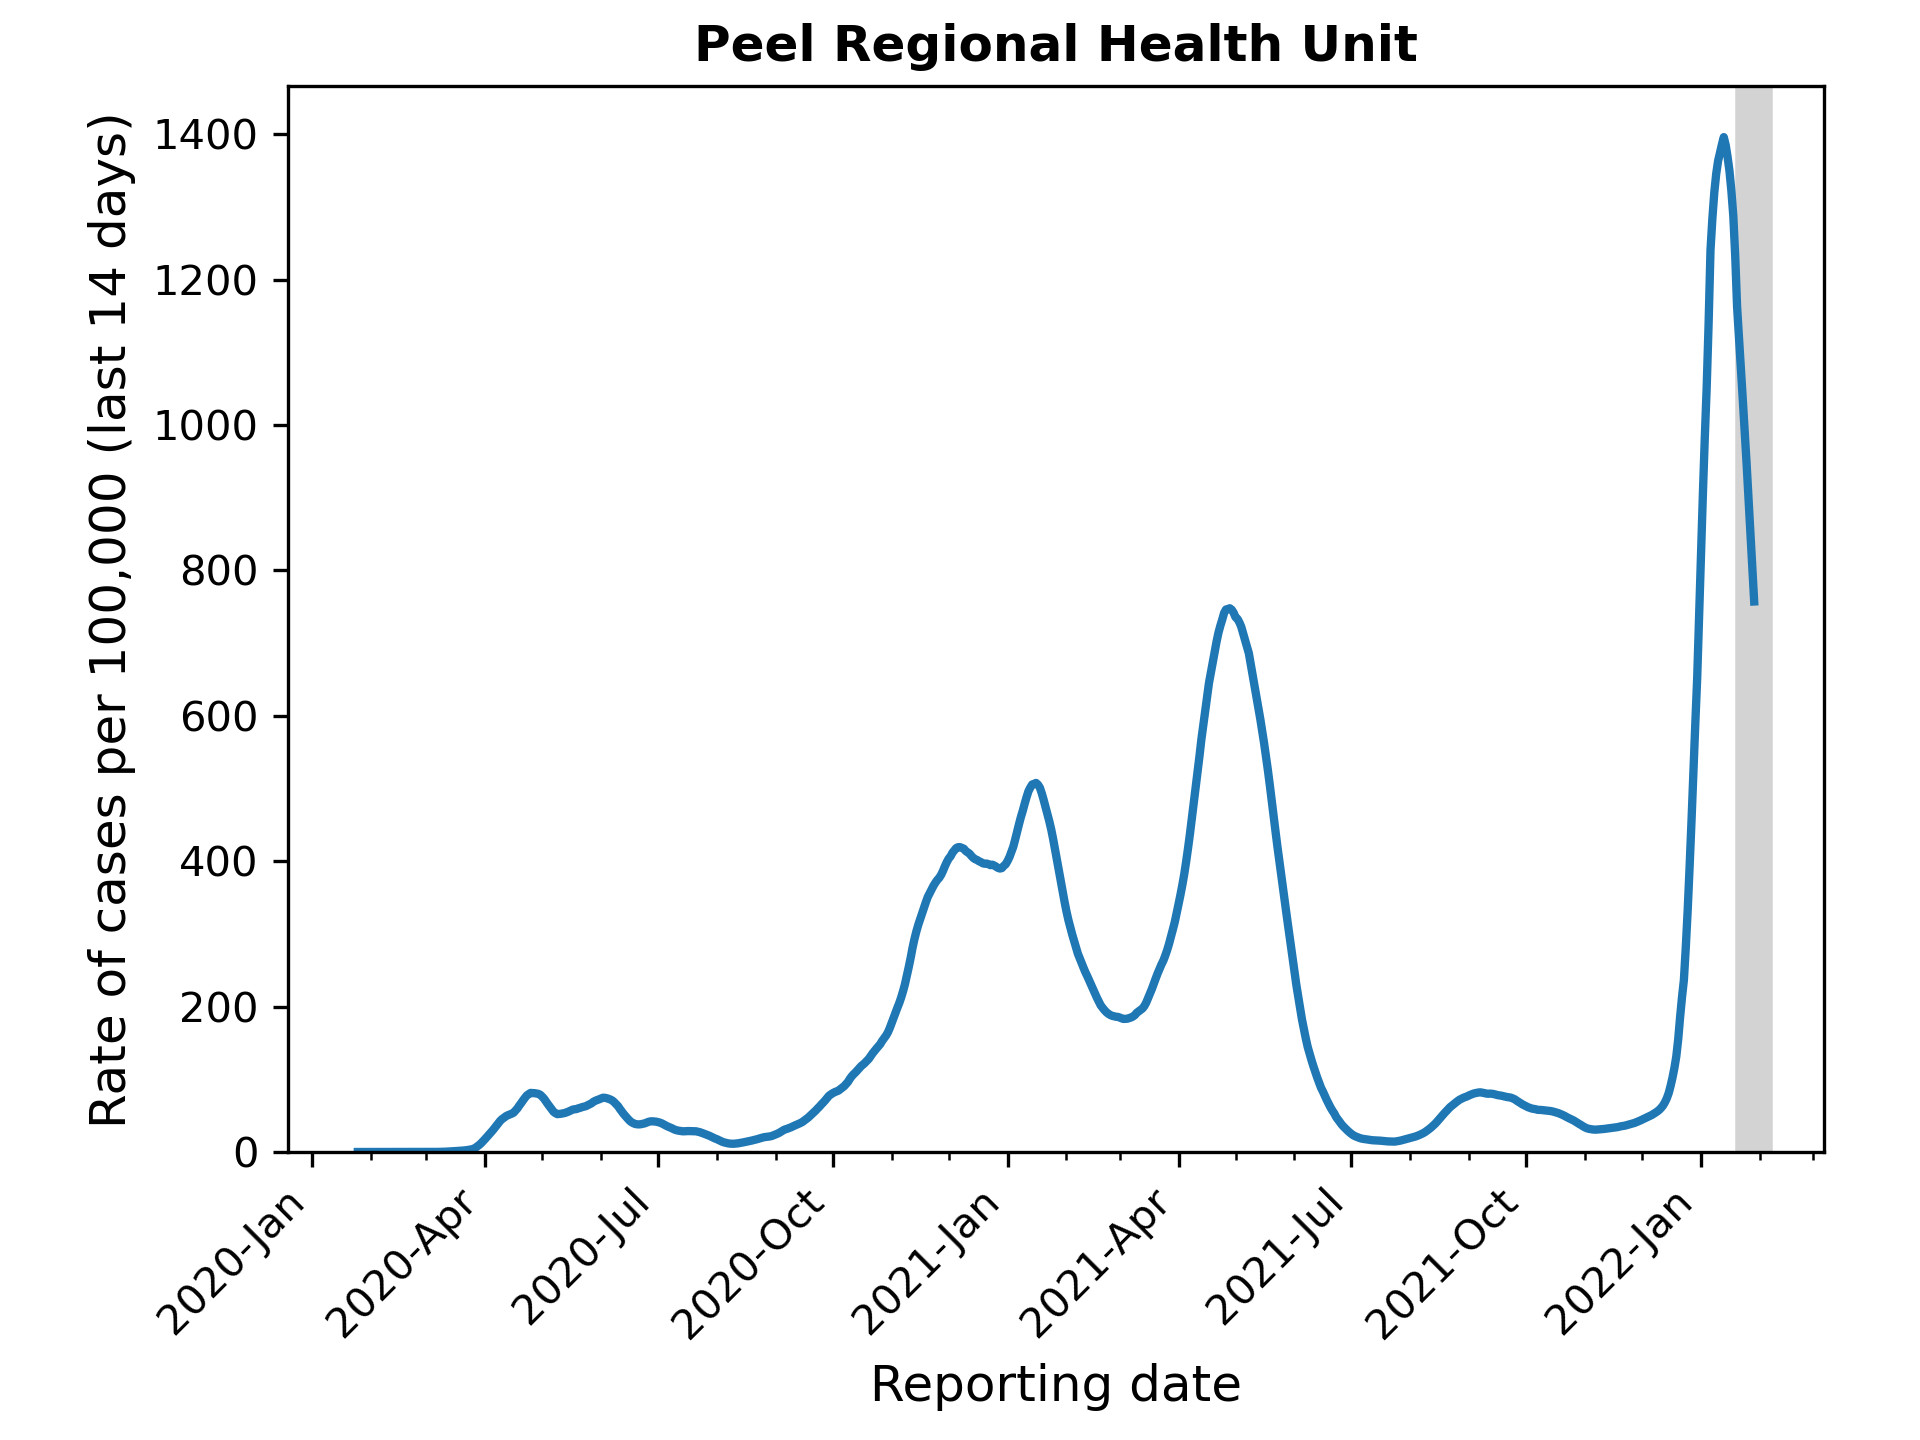 Peel Regional Health Unit
Rate of cases per 100,000 (last 14 days)
1400
1200
1000
800
600
400
200
0
2020-Jan
2020-Apr
2020-Jul
2020-Oct
2021-Jan
2021-Apr
2021-Jul
2021-Oct
2022-Jan
Reporting date